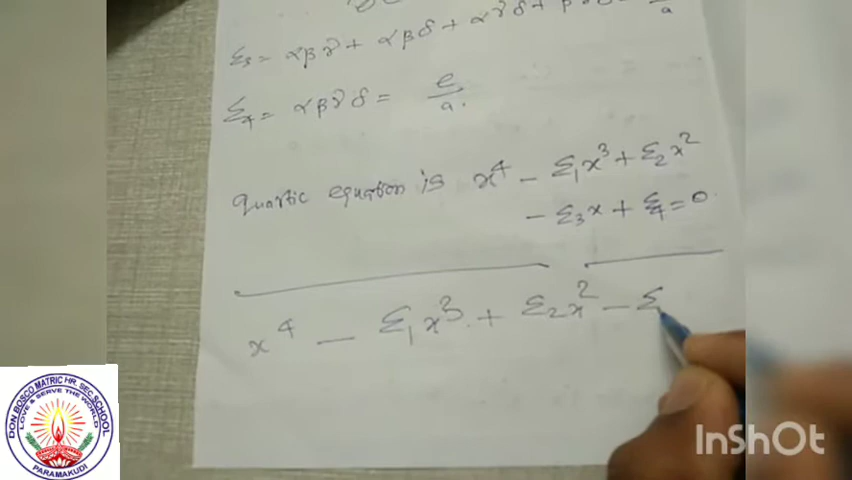 Σ₃ = αβγ + αβδ + αγδ +
a
Σ₄ = αβγδ = e/a.
Quartic equation is x⁴ – Σ₁x³ + Σ₂x²
– Σ₃x + Σ₄ = 0
x⁴ – Σ₁x³ + Σ₂x² – Σ
DON BOSCO MATRIC HR. SEC. SCHOOL
LOVE & SERVE THE WORLD
PARAMAKUDI
InShOt